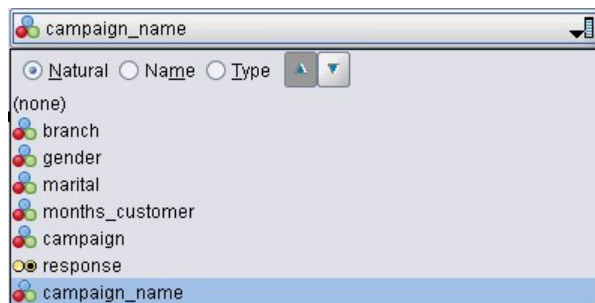 campaign_name
Natural Name Type
(none)
branch
gender
marital
months_customer
campaign
response
campaign_name